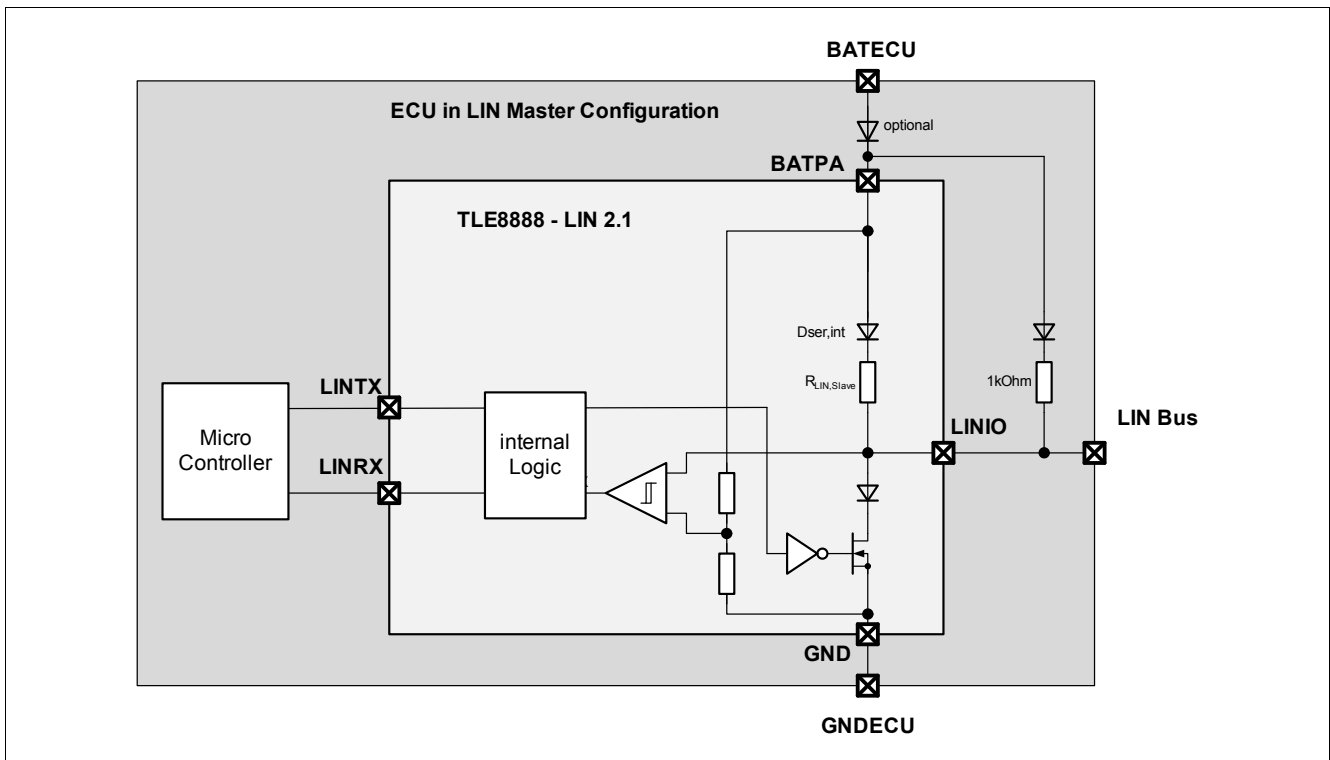 BATECU
ECU in LIN Master Configuration
optional
BATPA
TLE8888 - LIN 2.1
Dser,int
RLIN,Slave
1kOhm
LINTX
LINIO
LIN Bus
Micro
Controller
internal
Logic
LINRX
GND
GNDECU